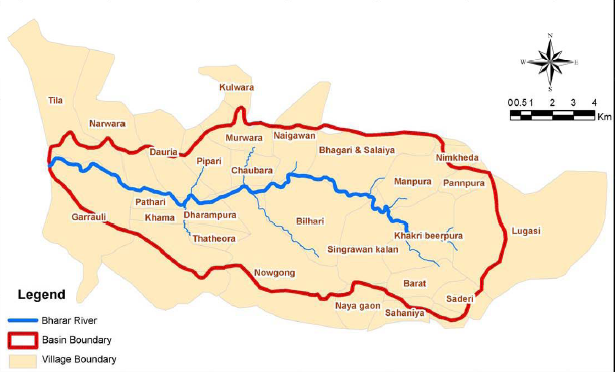 N
W E
S
0 0.5 1 2 3 4
Km
Kulwara
Tila
Narwara
Murwara
Naigawan
Dauria
Bhagari & Salaiya
Pipari
Nimkheda
Chaubara
Manpura
Pannpura
Pathari
Garrauli
Khama
Dharampura
Bilhari
Lugasi
Thatheora
Khakri beerpura
Singrawan kalan
Nowgong
Barat
Saderi
Naya gaon
Sahaniya
Legend
Bharar River
Basin Boundary
Village Boundary